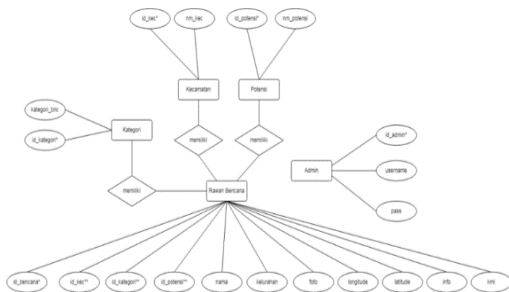 id_kec*
nm_kec
id_potensi*
nm_potensi
Kecamatan
Potensi
kategori_bnc
Kategori
id_kategori*
memiliki
memiliki
id_admin*
Admin
username
memiliki
Rawan Bencana
pass
id_bencana*
id_kec**
id_kategori**
id_potensi**
nama
kelurahan
foto
longitude
latitude
info
kml